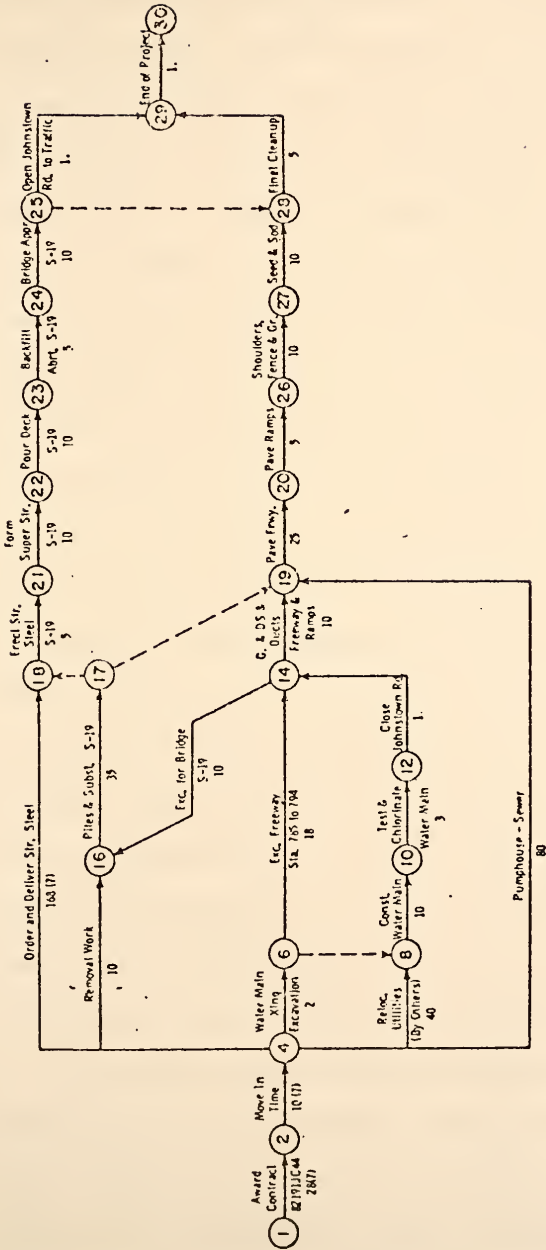 1
Award
Contract
82191JC44
28(7)
2
Move In
Time
10 (7)
4
Order and Deliver Str. Steel
168 (7)
Removal Work
10
Water Main
Xing
Excavation
2
Reloc.
Utilities
(By Others)
40
Pumphouse - Sewer
80
6
Exc. Freeway
Sta. 765 to 794
18
8
Const.
Water Main
10
10
Test &
Chlorinate
Water Main
3
12
Close
Johnstown Rd.
1.
14
Exc. for Bridge
S-19
10
16
Piles & Subst. S-19
35
17
18
Erect Str.
Steel
S-19
5
21
Form
Super Str.
S-19
10
22
Pour Deck
S-19
10
23
Backfill
Abrt. S-19
5
24
Bridge Appr.
S-19
10
25
Open Johnstown
Rd. to Traffic
1.
G. & DS &
Ducts
Freeway &
Ramps
10
19
Pave Frwy.
25
20
Pave Ramps
5
26
Shoulders,
Fence & Gr.
10
27
Seed & Sod
10
28
Final Cleanup
5
29
End of Project
1.
30